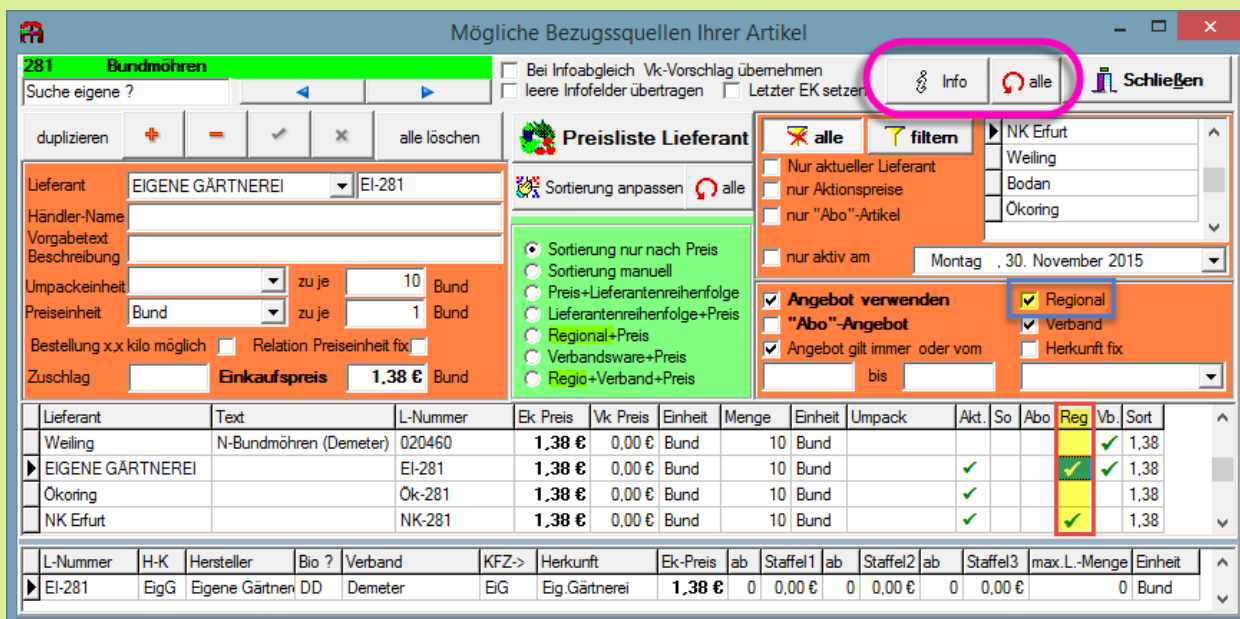 Mögliche Bezugssquellen Ihrer Artikel
281 Bundmöhren
Suche eigene ?
Bei Infoabgleich Vk-Vorschlag übernehmen
leere Infofelder übertragen Letzter EK setzen
Info
alle
Schließen
duplizieren
alle löschen
Preisliste Lieferant
alle
filtern
NK Erfurt
Weiling
Bodan
Ökoring
Nur aktueller Lieferant
nur Aktionspreise
nur "Abo"-Artikel
nur aktiv am
Montag , 30. November 2015
Lieferant EIGENE GÄRTNEREI EI-281
Händler-Name
Vorgabetext
Beschreibung
Umpackeinheit zu je 10 Bund
Preiseinheit Bund zu je 1 Bund
Bestellung x,x kilo möglich Relation Preiseinheit fix
Zuschlag Einkaufspreis 1,38 € Bund
Sortierung anpassen alle
Sortierung nur nach Preis
Sortierung manuell
Preis+Lieferantenreihenfolge
Lieferantenreihenfolge+Preis
Regional+Preis
Verbandsware+Preis
Regio+Verband+Preis
Angebot verwenden Regional
"Abo"-Angebot Verband
Angebot gilt immer oder vom Herkunft fix
bis
Lieferant Text L-Nummer Ek Preis Vk Preis Einheit Menge Einheit Umpack Akt. So Abo Reg Vb. Sort
Weiling N-Bundmöhren (Demeter) 020460 1,38 € 0,00 € Bund 10 Bund ✓ 1,38
EIGENE GÄRTNEREI EI-281 1,38 € 0,00 € Bund 10 Bund ✓ ✓ ✓ 1,38
Ökoring Ök-281 1,38 € 0,00 € Bund 10 Bund ✓ 1,38
NK Erfurt NK-281 1,38 € 0,00 € Bund 10 Bund ✓ ✓ 1,38
L-Nummer H-K Hersteller Bio ? Verband KFZ-> Herkunft Ek-Preis ab Staffel1 ab Staffel2 ab Staffel3 max.L.-Menge Einheit
EI-281 EigG Eigene Gärtneri DD Demeter EiG Eig.Gärtnerei 1,38 € 0 0,00 € 0 0,00 € 0 0,00 € 0 Bund